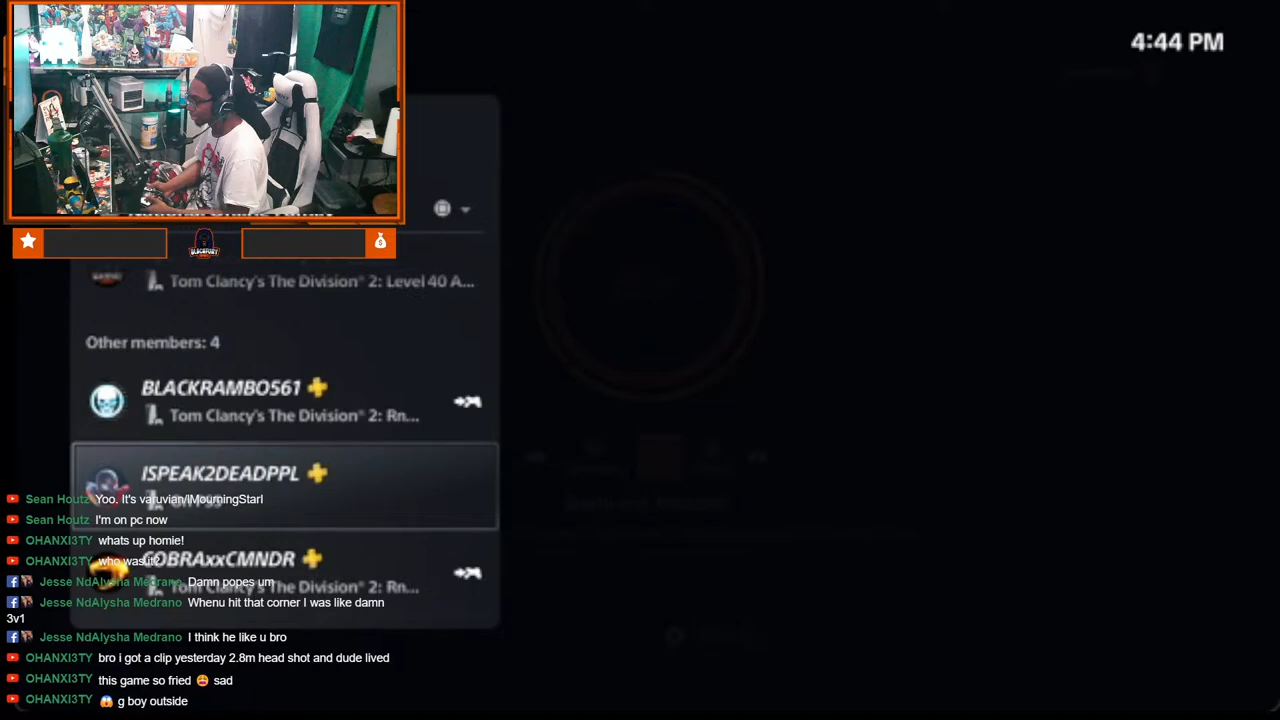 4:44 PM
Tom Clancy's The Division® 2: Level 40 A...
Other members: 4
BLACKRAMBO561
Tom Clancy's The Division® 2: Rn...
ISPEAK2DEADPPL
COBRAxxCMNDR
Tom Clancy's The Division® 2: Rn...
Sean Houtz Yoo. It's varuvian/IMourningStarI
Sean Houtz I'm on pc now
OHANXI3TY whats up homie!
OHANXI3TY who was it?
Jesse NdAlysha Medrano Damn popes um
Jesse NdAlysha Medrano Whenu hit that corner I was like damn
3v1
Jesse NdAlysha Medrano I think he like u bro
OHANXI3TY bro i got a clip yesterday 2.8m head shot and dude lived
OHANXI3TY this game so fried 😩 sad
OHANXI3TY 😱 g boy outside